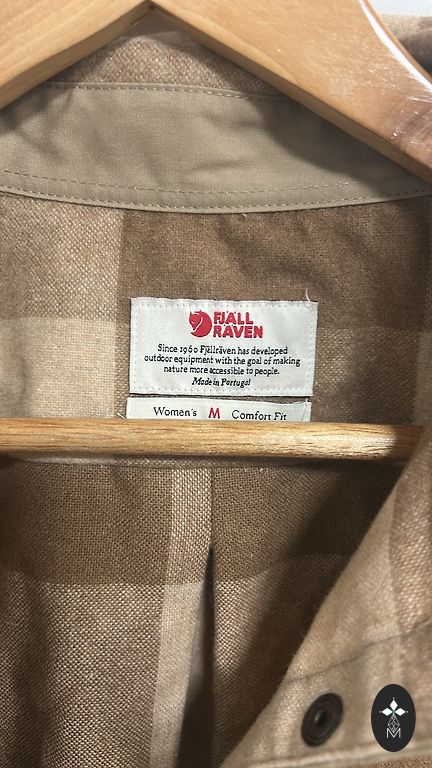 FJÄLL
RÄVEN
Since 1960 Fjällräven has developed
outdoor equipment with the goal of making
nature more accessible to people.
Made in Portugal
Women's M Comfort Fit
M